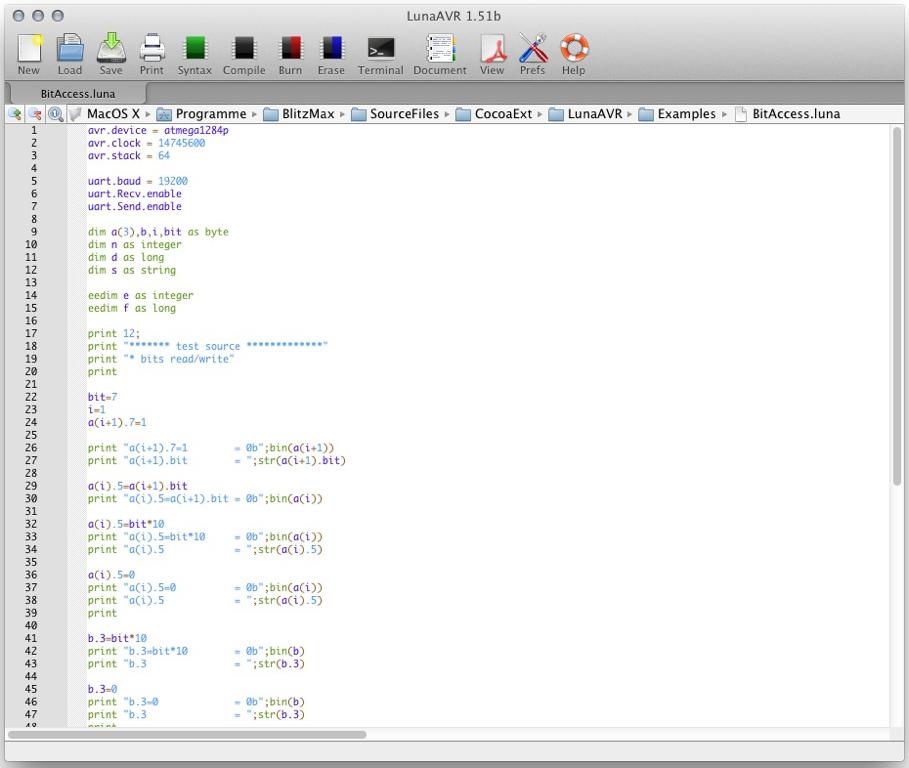 LunaAVR 1.51b
New Load Save Print Syntax Compile Burn Erase Terminal Document View Prefs Help
BitAccess.luna
MacOS X ▸ Programme ▸ BlitzMax ▸ SourceFiles ▸ CocoaExt ▸ LunaAVR ▸ Examples ▸ BitAccess.luna
1 avr.device = atmega1284p
2 avr.clock = 14745600
3 avr.stack = 64
4
5 uart.baud = 19200
6 uart.Recv.enable
7 uart.Send.enable
8
9 dim a(3),b,i,bit as byte
10 dim n as integer
11 dim d as long
12 dim s as string
13
14 eedim e as integer
15 eedim f as long
16
17 print 12;
18 print "******* test source *************"
19 print "* bits read/write"
20 print
21
22 bit=7
23 i=1
24 a(i+1).7=1
25
26 print "a(i+1).7=1       = 0b";bin(a(i+1))
27 print "a(i+1).bit       = ";str(a(i+1).bit)
28
29 a(i).5=a(i+1).bit
30 print "a(i).5=a(i+1).bit = 0b";bin(a(i))
31
32 a(i).5=bit*10
33 print "a(i).5=bit*10    = 0b";bin(a(i))
34 print "a(i).5           = ";str(a(i).5)
35
36 a(i).5=0
37 print "a(i).5=0         = 0b";bin(a(i))
38 print "a(i).5           = ";str(a(i).5)
39 print
40
41 b.3=bit*10
42 print "b.3=bit*10       = 0b";bin(b)
43 print "b.3              = ";str(b.3)
44
45 b.3=0
46 print "b.3=0            = 0b";bin(b)
47 print "b.3              = ";str(b.3)
48 print